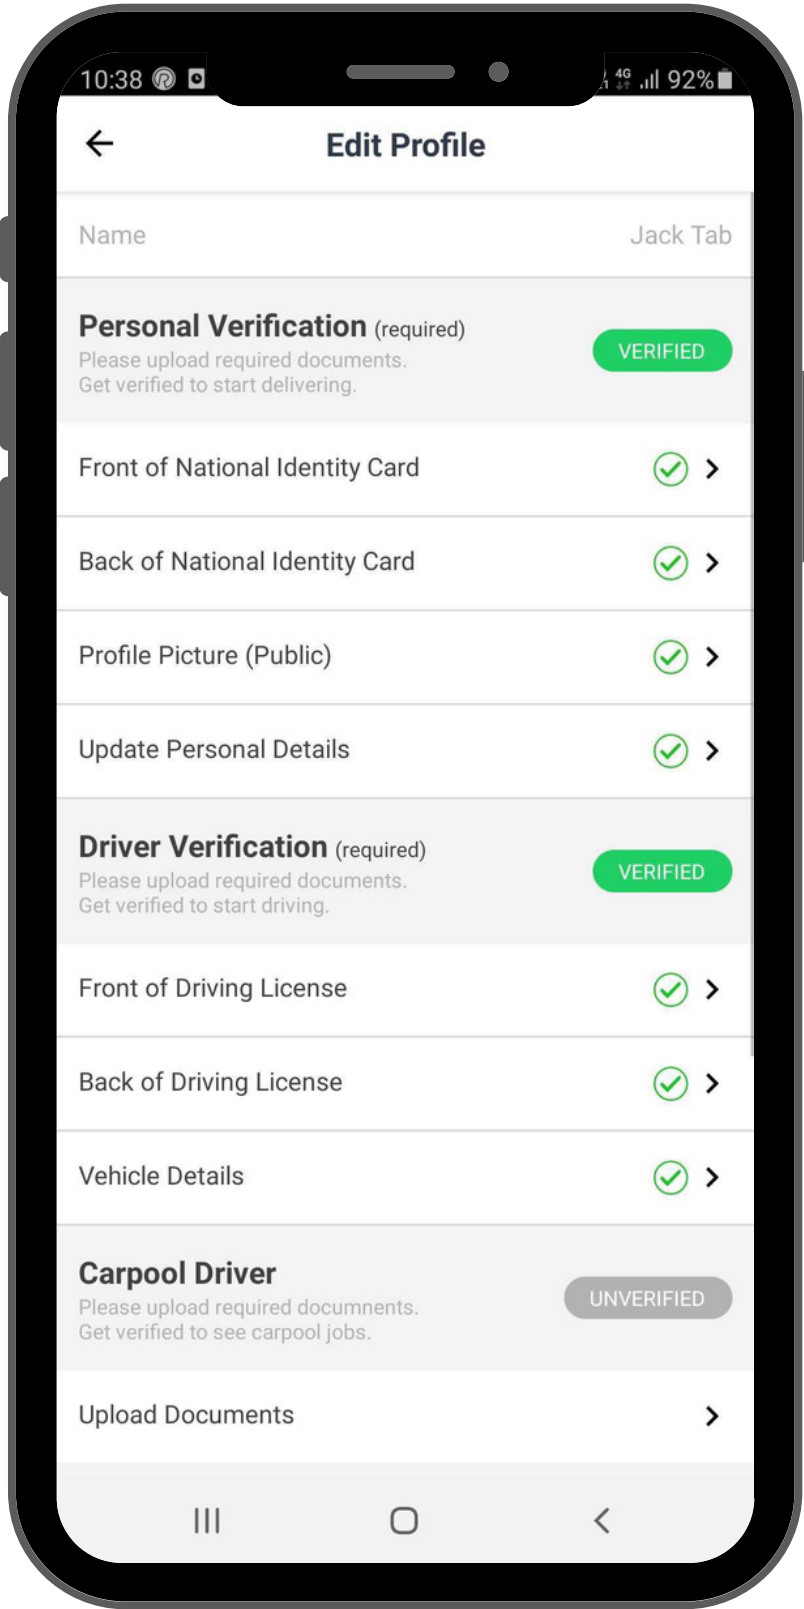 10:38 4G 92%
Edit Profile
Name Jack Tab
Personal Verification (required)
Please upload required documents.
Get verified to start delivering.
VERIFIED
Front of National Identity Card
Back of National Identity Card
Profile Picture (Public)
Update Personal Details
Driver Verification (required)
Please upload required documents.
Get verified to start driving.
VERIFIED
Front of Driving License
Back of Driving License
Vehicle Details
Carpool Driver
Please upload required documnents.
Get verified to see carpool jobs.
UNVERIFIED
Upload Documents